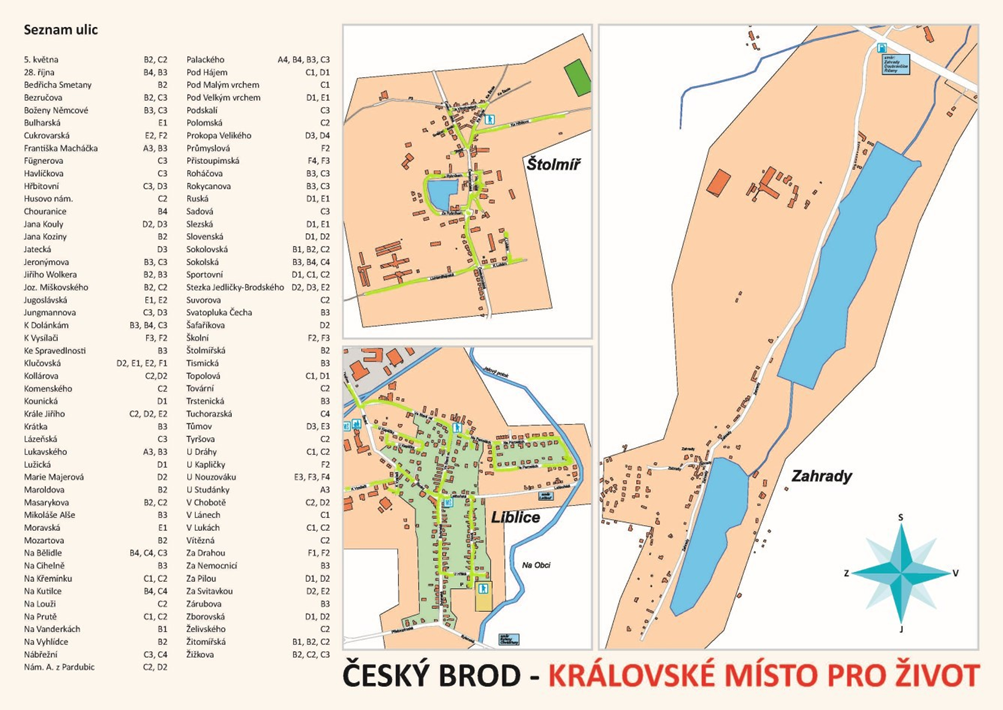 Seznam ulic
5. května B2, C2
28. října B4, B3
Bedřicha Smetany B2
Bezručova B2, C3
Boženy Němcové B3, C3
Bulharská E1
Cukrovarská E2, F2
Františka Macháčka A3, B3
Fügnerova C3
Havlíčkova C3
Hřbitovní C3, D3
Husovo nám. C2
Chouranice B4
Jana Kouly D2, D3
Jana Koziny B2
Jatecká D3
Jeronýmova B3, C3
Jiřího Wolkera B2, B3
Joz. Miškovského B2, C2
Jugoslávská E1, E2
Jungmannova C3, D3
K Dolánkám B3, B4, C3
K Vysílači F3, F2
Ke Spravedlnosti B3
Klučovská D2, E1, E2, F1
Kollárova C2,D2
Komenského C2
Kounická D1
Krále Jiřího C2, D2, E2
Krátka B3
Lázeňská C3
Lukavského A3, B3
Lužická D1
Marie Majerová D2
Maroldova B2
Masarykova B2, C2
Mikoláše Alše B3
Moravská E1
Mozartova B2
Na Bělidle B4, C4, C3
Na Cihelně B3
Na Křemínku C1, C2
Na Kutilce B4, C4
Na Louži C2
Na Prutě C1, C2
Na Vanderkách B1
Na Vyhlídce B2
Nábřežní C3, C4
Nám. A. z Pardubic C2, D2
Palackého A4, B4, B3, C3
Pod Hájem C1, D1
Pod Malým vrchem C1
Pod Velkým vrchem D1, E1
Podskalí C3
Polomská C2
Prokopa Velikého D3, D4
Průmyslová F2
Přistoupimská F4, F3
Roháčova B3, C3
Rokycanova B3, C3
Ruská D1, E1
Sadová C3
Slezská D1, E1
Slovenská D1, D2
Sokolovská B1, B2, C2
Sokolská B3, B4, C4
Sportovní D1, C1, C2
Stezka Jedličky-Brodského D2, D3, E2
Suvorova C2
Svatopluka Čecha B3
Šafaříkova D2
Školní F2, F3
Štolmířská B2
Tismická B3
Topolová C1, D1
Tovární C2
Trstenická B3
Tuchorazská C4
Tůmov D3, E3
Tyršova C2
U Dráhy C1, C2
U Kapličky F2
U Nouzováku E3, F3, F4
U Studánky A3
V Chobotě C2, D2
V Lánech C1
V Lukách C1, C2
Vítězná C2
Za Drahou F1, F2
Za Nemocnicí B3
Za Pilou D1, D2
Za Svitavkou D2, E2
Zárubova B3
Zborovská D1, D2
Želivského C2
Žitomířská B1, B2, C2
Žižkova B2, C2, C3
Štolmíř
Liblice
Na Obci
Zahrady
S
Z
V
J
ČESKÝ BROD - KRÁLOVSKÉ MÍSTO PRO ŽIVOT